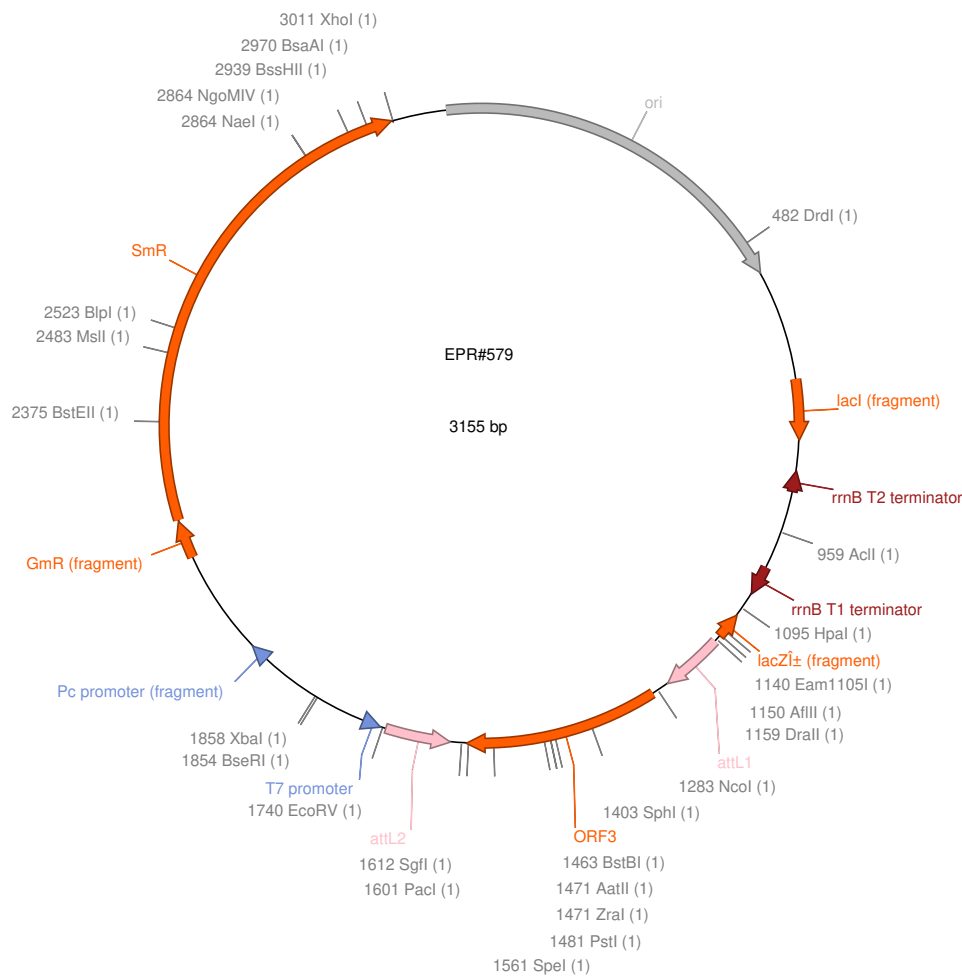 3011 XhoI (1)
2970 BsaAI (1)
2939 BssHII (1)
2864 NgoMIV (1)
2864 NaeI (1)
ori
482 DrdI (1)
SmR
2523 BlpI (1)
2483 MslI (1)
2375 BstEII (1)
EPR#579
3155 bp
lacI (fragment)
rrnB T2 terminator
959 AclI (1)
GmR (fragment)
rrnB T1 terminator
1095 HpaI (1)
lacZÎ± (fragment)
1140 Eam1105I (1)
1150 AflII (1)
1159 DraII (1)
attL1
1283 NcoI (1)
1403 SphI (1)
Pc promoter (fragment)
1858 XbaI (1)
1854 BseRI (1)
T7 promoter
1740 EcoRV (1)
attL2
1612 SgfI (1)
1601 PacI (1)
ORF3
1463 BstBI (1)
1471 AatII (1)
1471 ZraI (1)
1481 PstI (1)
1561 SpeI (1)